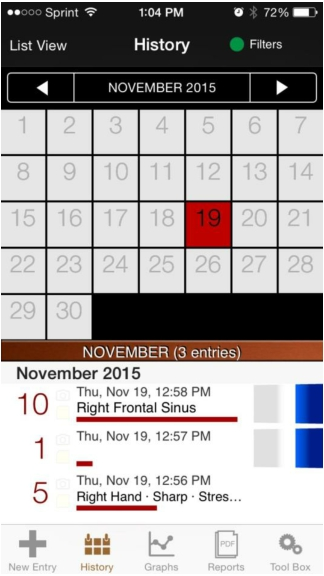 Sprint 1:04 PM 72%
List View History Filters
NOVEMBER 2015
1 2 3 4 5 6 7
8 9 10 11 12 13 14
15 16 17 18 19 20 21
22 23 24 25 26 27 28
29 30
NOVEMBER (3 entries)
November 2015
Thu, Nov 19, 12:58 PM
10 Right Frontal Sinus
Thu, Nov 19, 12:57 PM
1
Thu, Nov 19, 12:56 PM
5 Right Hand · Sharp · Stres...
PDF
New Entry History Graphs Reports Tool Box